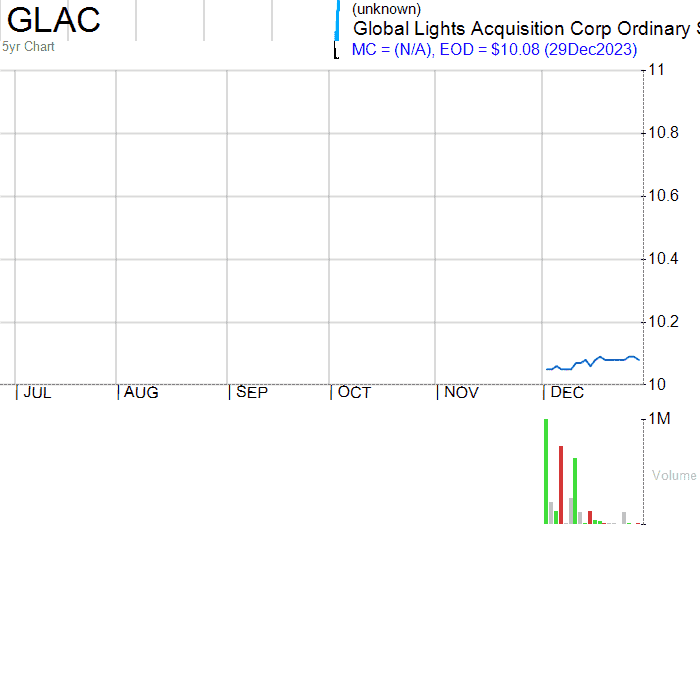 GLAC
5yr Chart
(unknown)
Global Lights Acquisition Corp Ordinary S
MC = (N/A), EOD = $10.08 (29Dec2023)
11
10.8
10.6
10.4
10.2
10
JUL AUG SEP OCT NOV DEC
1M
Volume